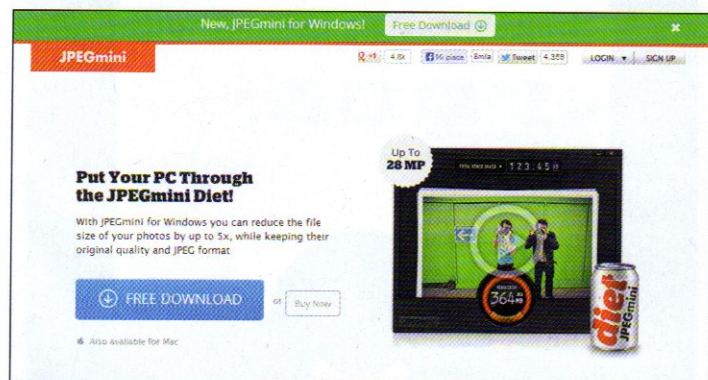 New, JPEGmini for Windows! Free Download
JPEGmini
+1 4.8k Mi piace 8mila Tweet 4,358 LOGIN SIGN UP
Up To
28 MP
Put Your PC Through
the JPEGmini Diet!
With JPEGmini for Windows you can reduce the file
size of your photos by up to 5x, while keeping their
original quality and JPEG format
FREE DOWNLOAD or Buy Now
Also available for Mac
123,45
364 MB
diet
JPEGmini